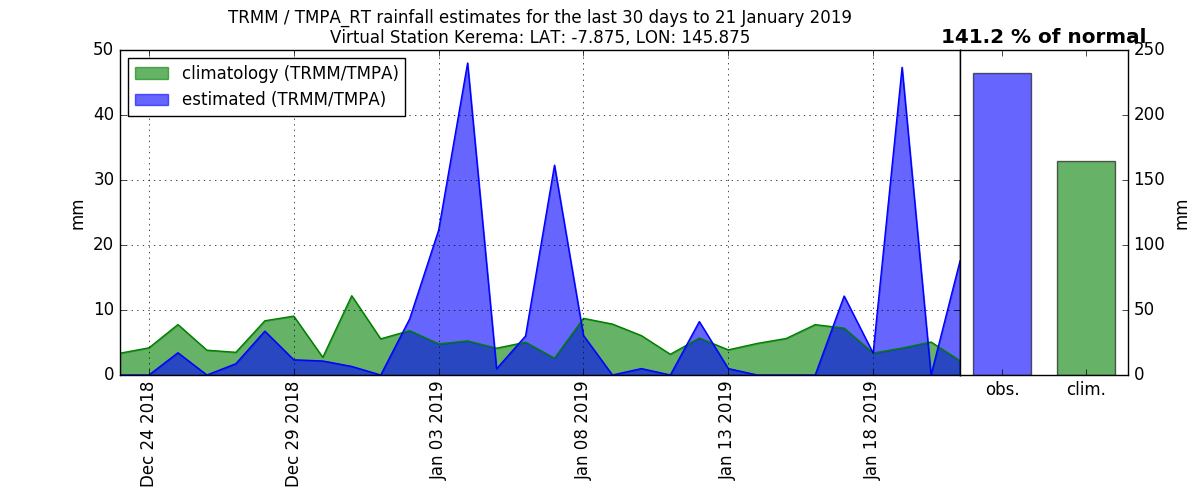 TRMM / TMPA_RT rainfall estimates for the last 30 days to 21 January 2019
Virtual Station Kerema: LAT: -7.875, LON: 145.875
141.2 % of normal
climatology (TRMM/TMPA)
estimated (TRMM/TMPA)
50
40
30
20
10
0
mm
250
200
150
100
50
0
mm
obs.
clim.
Dec 24 2018
Dec 29 2018
Jan 03 2019
Jan 08 2019
Jan 13 2019
Jan 18 2019